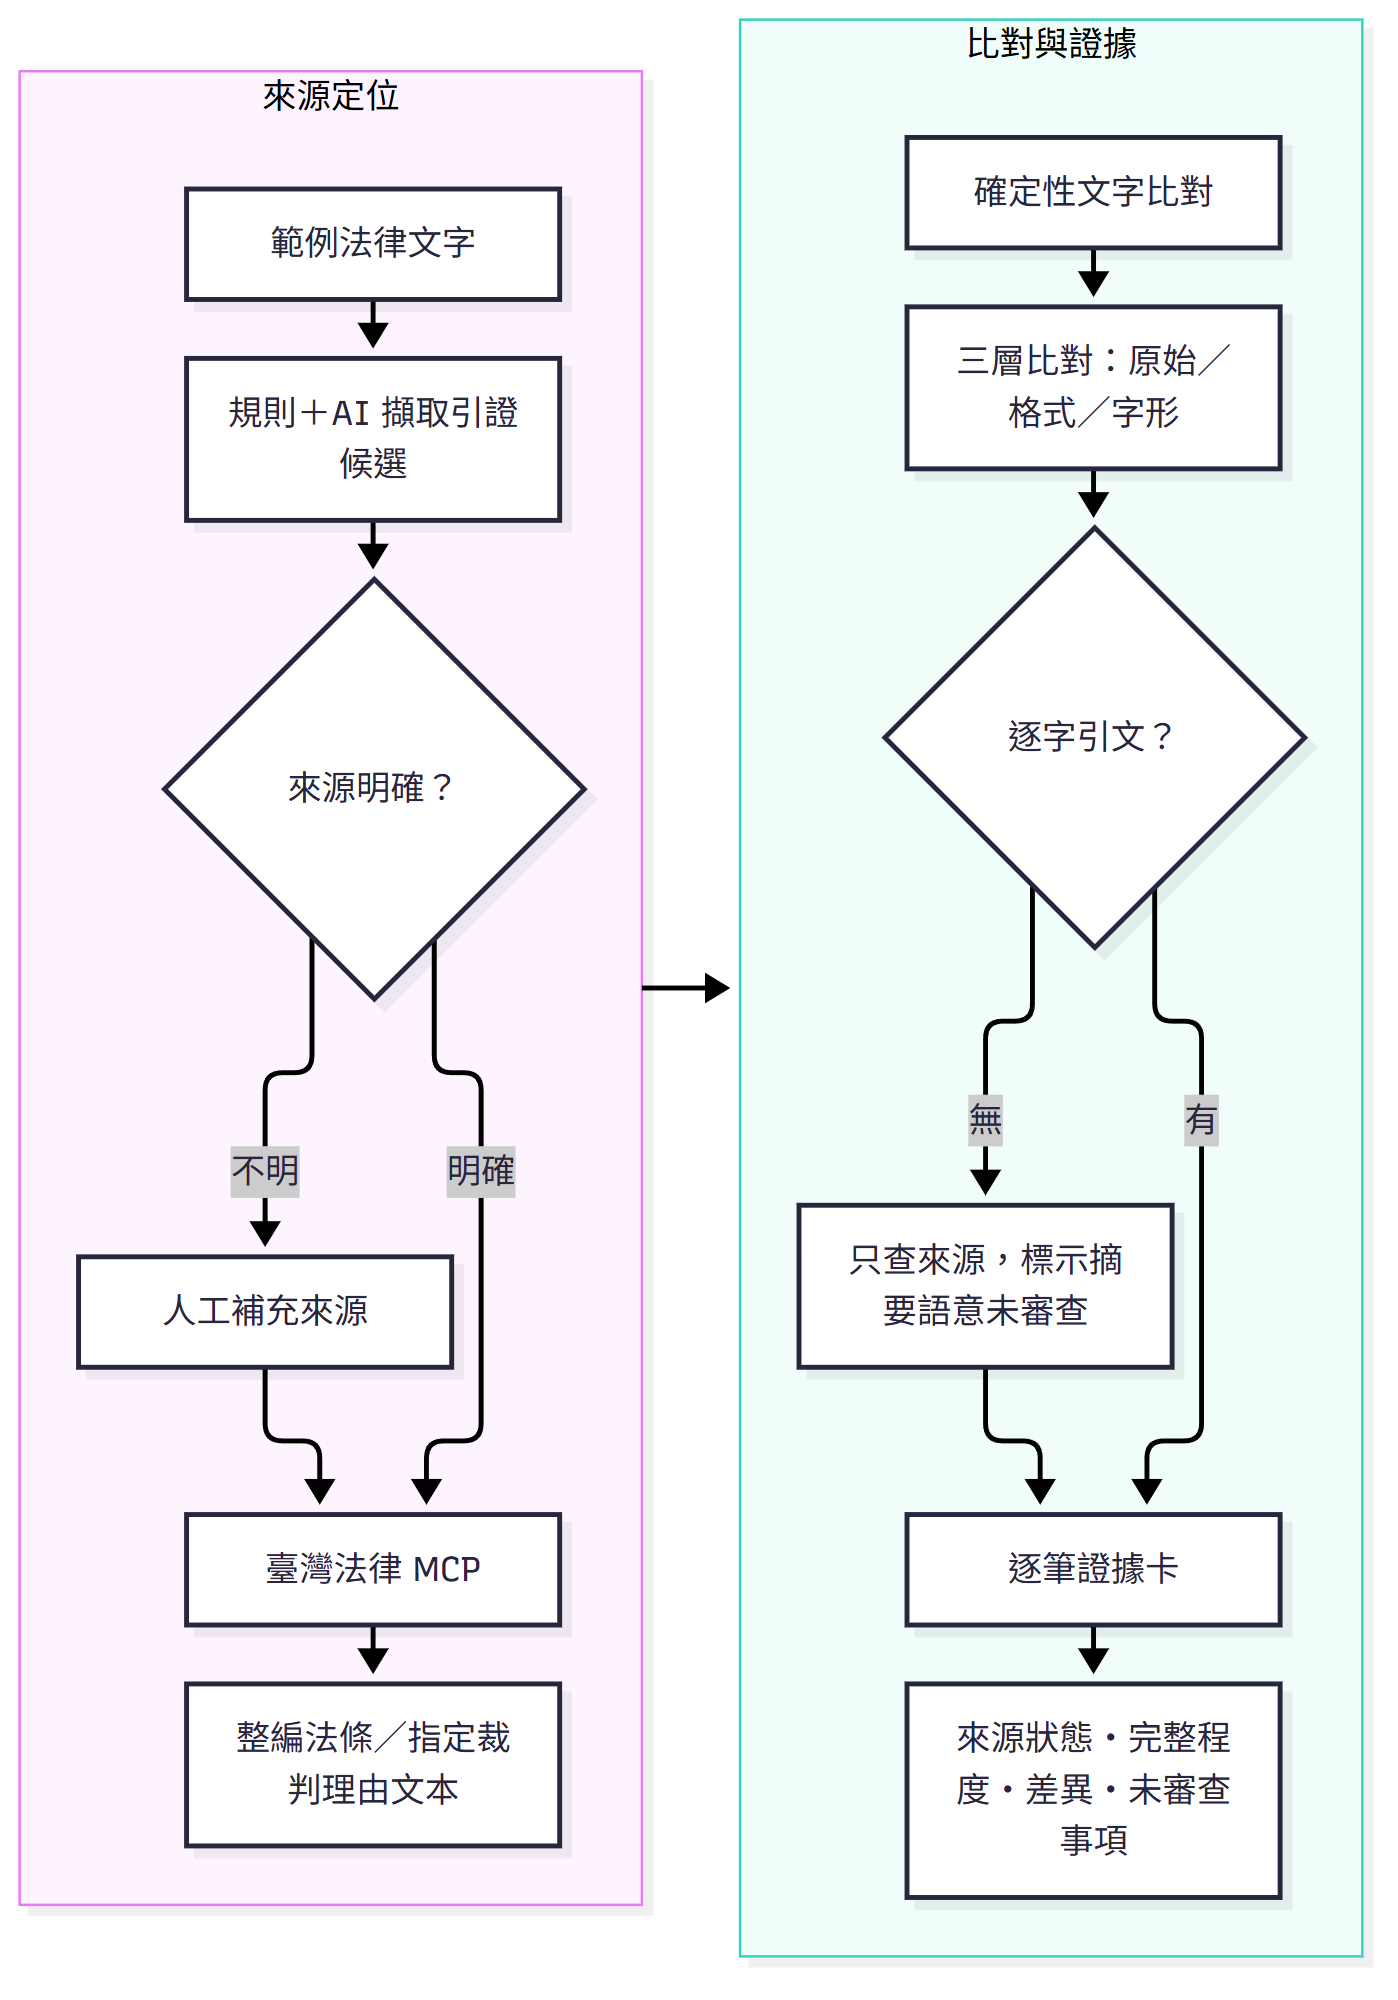 來源定位
範例法律文字
規則＋AI 擷取引證
候選
來源明確？
不明
明確
人工補充來源
臺灣法律 MCP
整編法條／指定裁
判理由文本
比對與證據
確定性文字比對
三層比對：原始／
格式／字形
逐字引文？
無
有
只查來源，標示摘
要語意未審查
逐筆證據卡
來源狀態・完整程
度・差異・未審查
事項